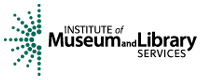 INSTITUTE of
Museum and Library
SERVICES